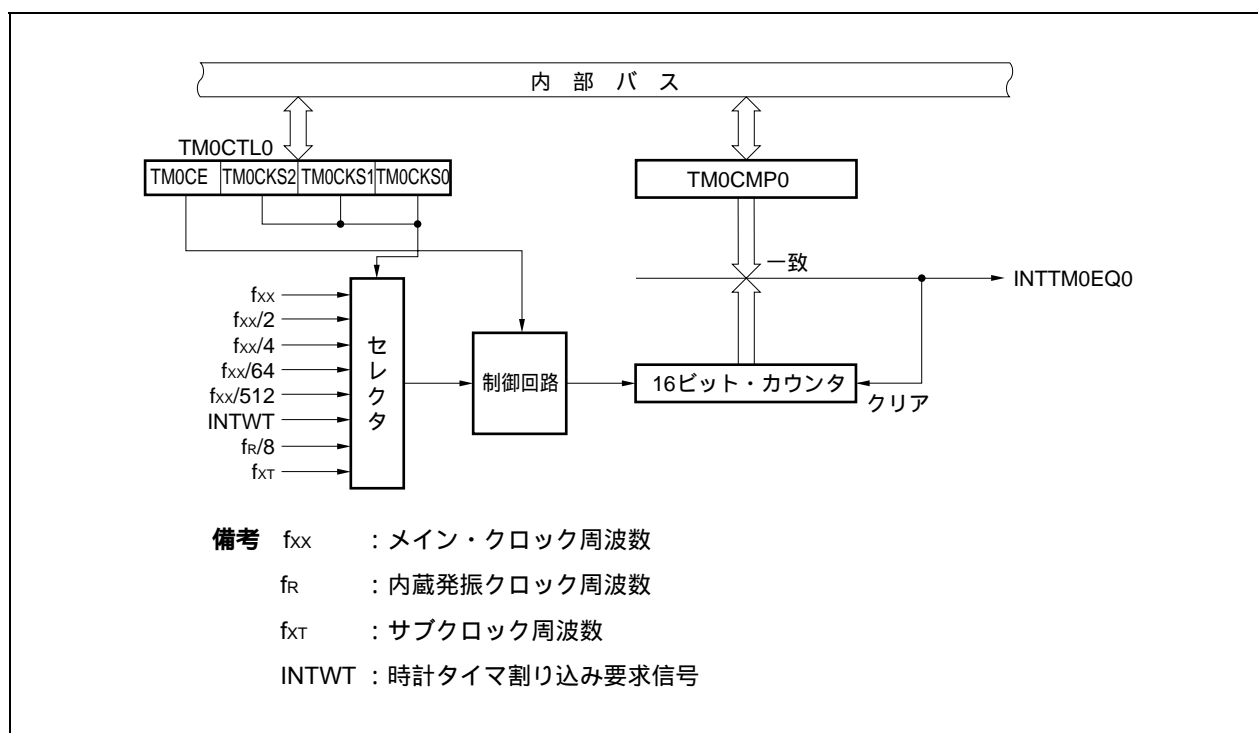 内 部 バ ス
TM0CTL0
TM0CE TM0CKS2 TM0CKS1 TM0CKS0
TM0CMP0
一致
INTTM0EQ0
fXX
fXX/2
fXX/4
fXX/64
fXX/512
INTWT
fR/8
fXT
セレクタ
制御回路
16ビット・カウンタ
クリア
備考 fXX :メイン・クロック周波数
fR :内蔵発振クロック周波数
fXT :サブクロック周波数
INTWT :時計タイマ割り込み要求信号